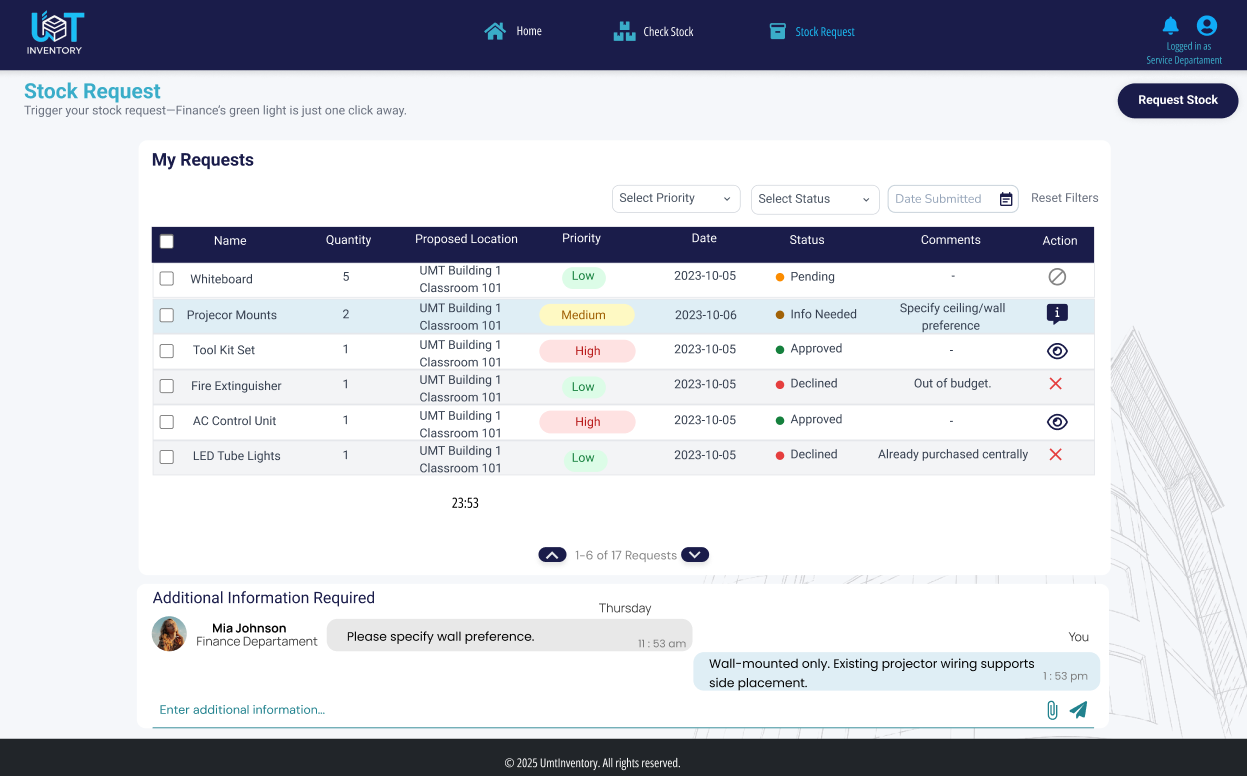 UMT
INVENTORY
Home
Check Stock
Stock Request
Logged in as
Service Departament
Stock Request
Trigger your stock request—Finance's green light is just one click away.
Request Stock
My Requests
Select Priority
Select Status
Date Submitted
Reset Filters
Name Quantity Proposed Location Priority Date Status Comments Action
Whiteboard 5 UMT Building 1 Low 2023-10-05 Pending -
Classroom 101
Projecor Mounts 2 UMT Building 1 Medium 2023-10-06 Info Needed Specify ceiling/wall
Classroom 101 preference
Tool Kit Set 1 UMT Building 1 High 2023-10-05 Approved -
Classroom 101
Fire Extinguisher 1 UMT Building 1 Low 2023-10-05 Declined Out of budget.
Classroom 101
AC Control Unit 1 UMT Building 1 High 2023-10-05 Approved -
Classroom 101
LED Tube Lights 1 UMT Building 1 Low 2023-10-05 Declined Already purchased centrally
Classroom 101
23:53
1-6 of 17 Requests
Additional Information Required
Thursday
Mia Johnson
Finance Departament
Please specify wall preference.
11 : 53 am
You
Wall-mounted only. Existing projector wiring supports
side placement.
1 : 53 pm
Enter additional information...
© 2025 UmtInventory. All rights reserved.